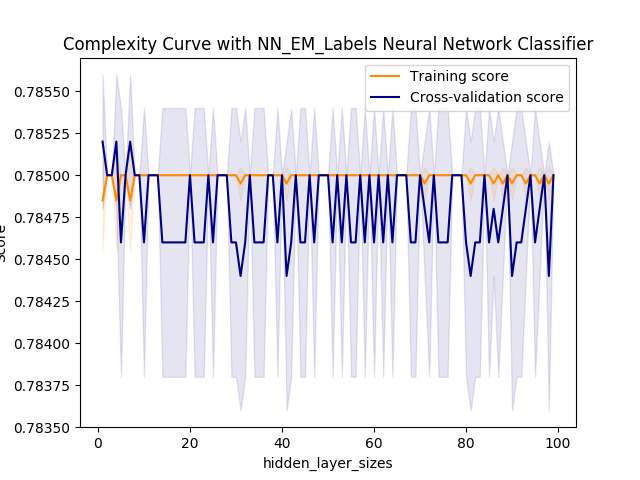 Complexity Curve with NN_EM_Labels Neural Network Classifier
Training score
Cross-validation score
0.78550
0.78525
0.78500
0.78475
0.78450
0.78425
0.78400
0.78375
0.78350
Score
0 20 40 60 80 100
hidden_layer_sizes